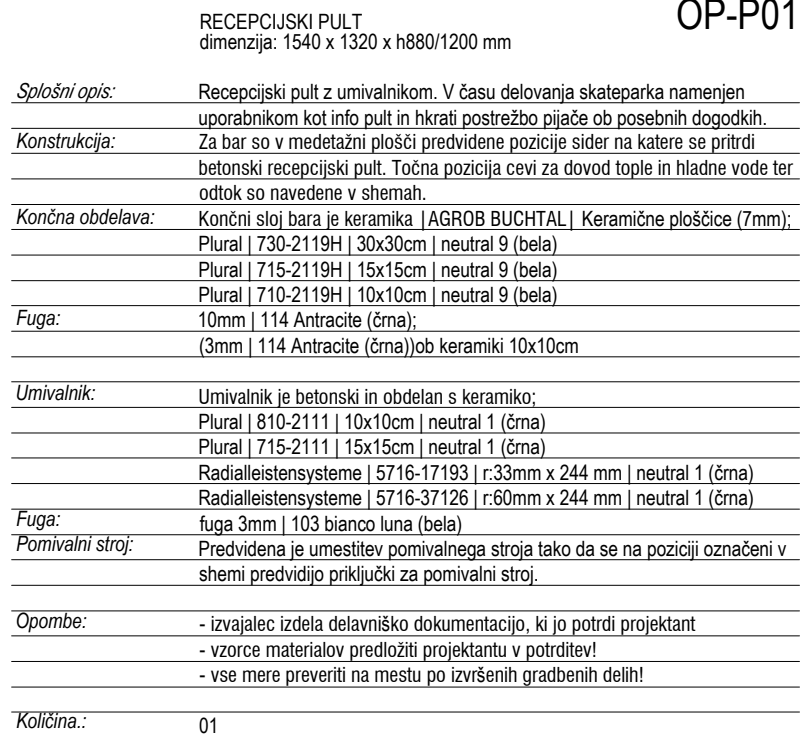 OP-P01
RECEPCIJSKI PULT
dimenzija: 1540 x 1320 x h880/1200 mm
Splošni opis: Recepcijski pult z umivalnikom. V času delovanja skateparka namenjen
uporabnikom kot info pult in hkrati postrežbo pijače ob posebnih dogodkih.
Konstrukcija: Za bar so v medetažni plošči predvidene pozicije sider na katere se pritrdi
betonski recepcijski pult. Točna pozicija cevi za dovod tople in hladne vode ter
odtok so navedene v shemah.
Končna obdelava: Končni sloj bara je keramika |AGROB BUCHTAL| Keramične ploščice (7mm);
Plural | 730-2119H | 30x30cm | neutral 9 (bela)
Plural | 715-2119H | 15x15cm | neutral 9 (bela)
Plural | 710-2119H | 10x10cm | neutral 9 (bela)
Fuga: 10mm | 114 Antracite (črna);
(3mm | 114 Antracite (črna))ob keramiki 10x10cm
Umivalnik: Umivalnik je betonski in obdelan s keramiko;
Plural | 810-2111 | 10x10cm | neutral 1 (črna)
Plural | 715-2111 | 15x15cm | neutral 1 (črna)
Radialleistensysteme | 5716-17193 | r:33mm x 244 mm | neutral 1 (črna)
Radialleistensysteme | 5716-37126 | r:60mm x 244 mm | neutral 1 (črna)
Fuga: fuga 3mm | 103 bianco luna (bela)
Pomivalni stroj: Predvidena je umestitev pomivalnega stroja tako da se na poziciji označeni v
shemi predvidijo priključki za pomivalni stroj.
Opombe: - izvajalec izdela delavniško dokumentacijo, ki jo potrdi projektant
- vzorce materialov predložiti projektantu v potrditev!
- vse mere preveriti na mestu po izvršenih gradbenih delih!
Količina.: 01